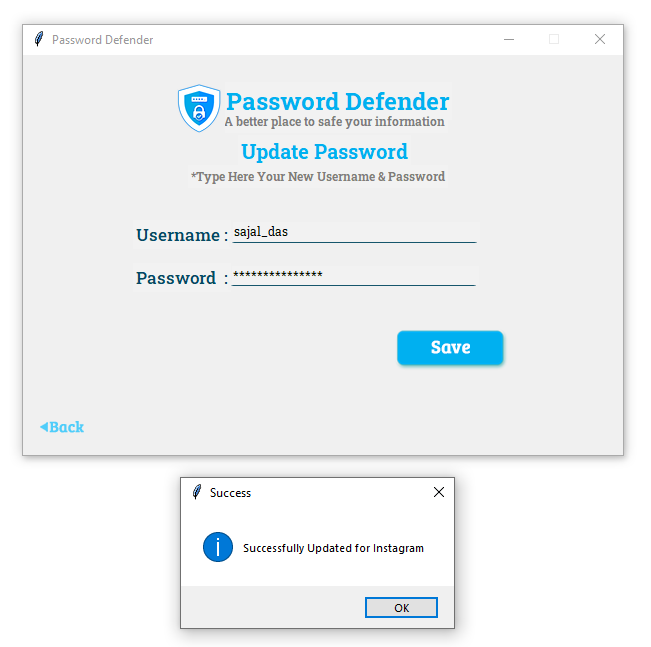 Password Defender
Password Defender
A better place to safe your information
Update Password
*Type Here Your New Username & Password
Username : sajal_das
Password : ***************
Save
Back
Success
Successfully Updated for Instagram
OK